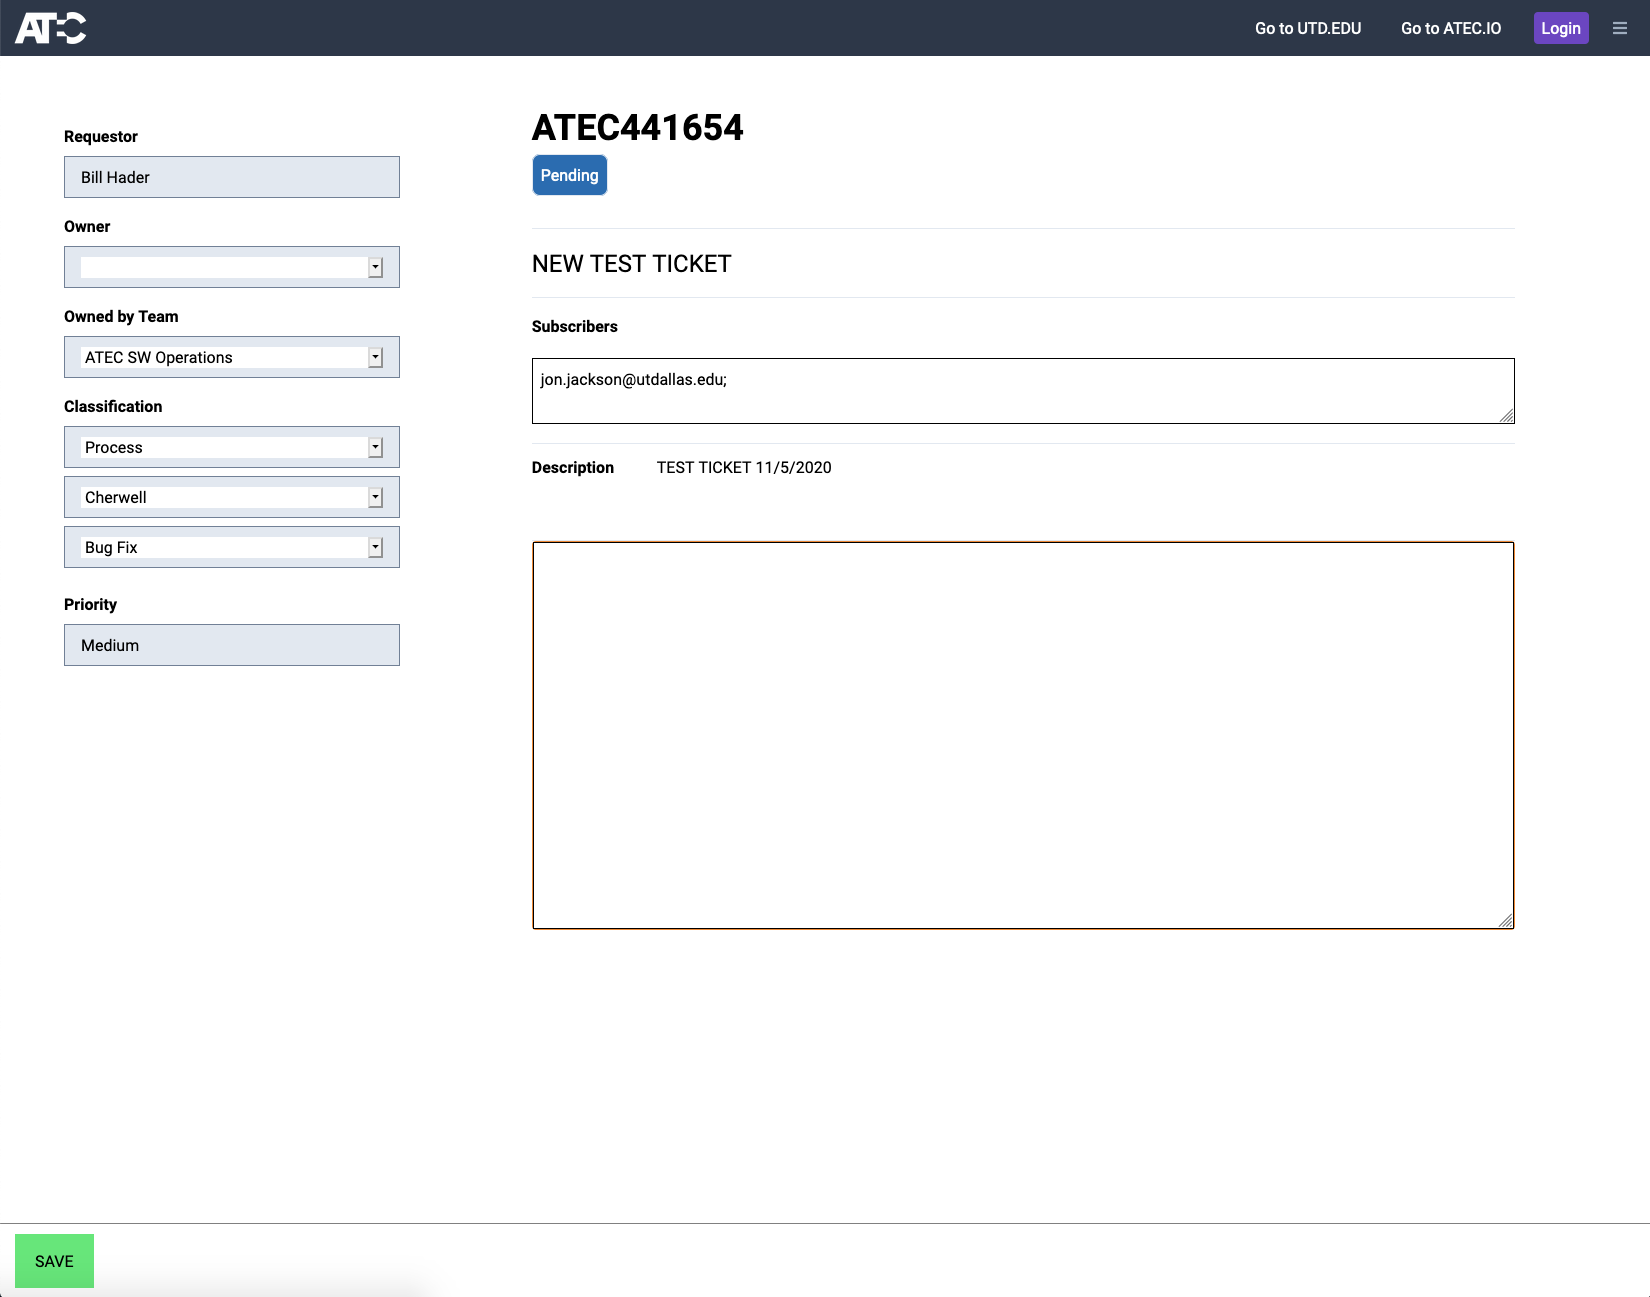 ATEC
Go to UTD.EDU
Go to ATEC.IO
Login
Requestor
Bill Hader
Owner
Owned by Team
ATEC SW Operations
Classification
Process
Cherwell
Bug Fix
Priority
Medium
ATEC441654
Pending
NEW TEST TICKET
Subscribers
jon.jackson@utdallas.edu;
Description TEST TICKET 11/5/2020
SAVE